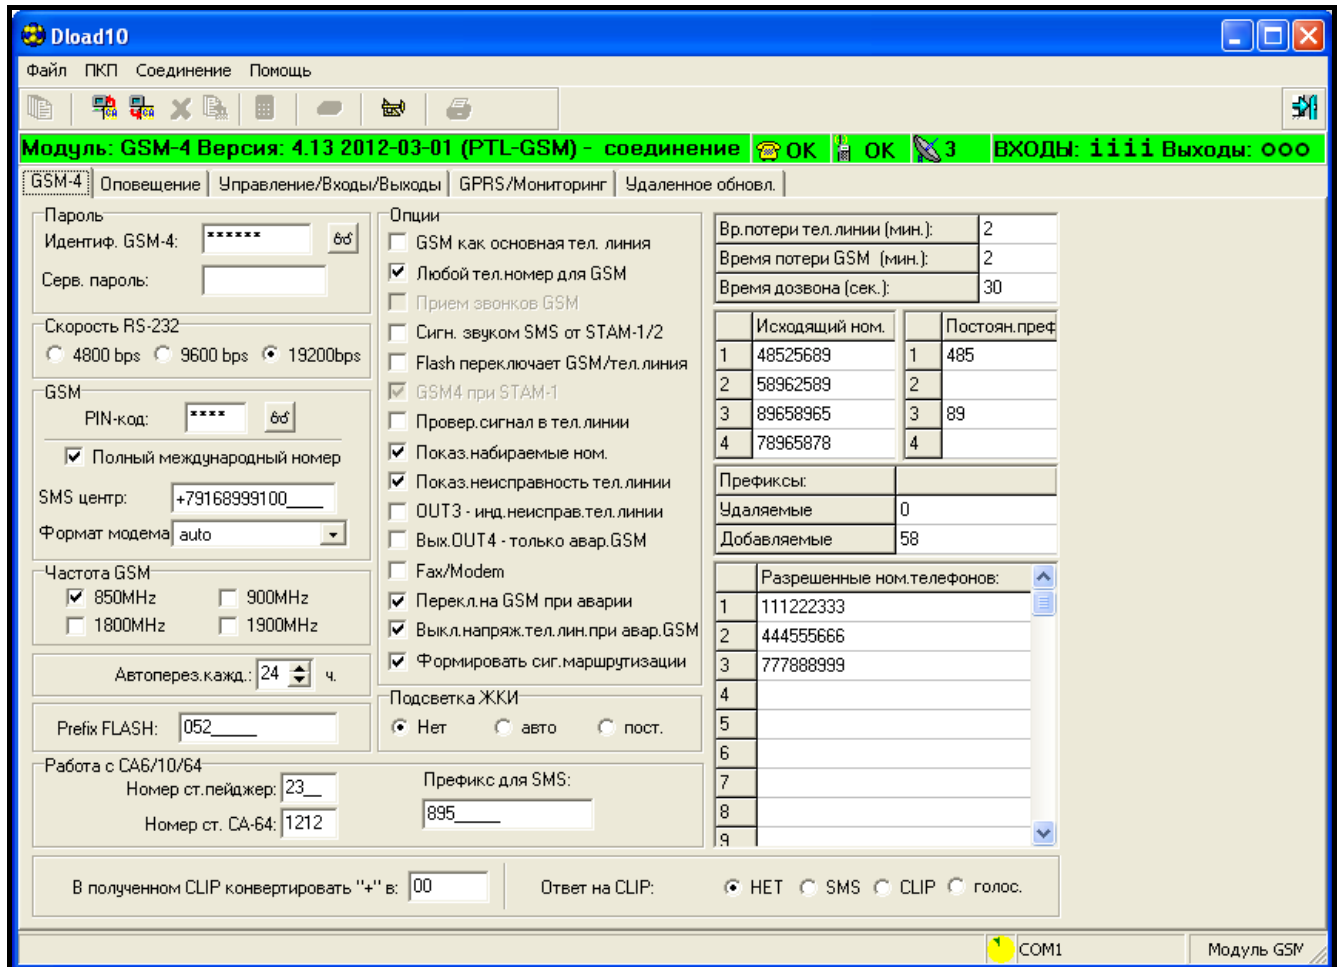 Dload10
Файл ПКП Соединение Помощь
Модуль: GSM-4 Версия: 4.13 2012-03-01 (PTL-GSM) - соединение OK OK 3 ВХОДЫ: iiii Выходы: ooo
GSM-4 Оповещение Управление/Входы/Выходы GPRS/Мониторинг Удаленное обновл.
Пароль
Идентиф. GSM-4: ******
Серв. пароль:
Скорость RS-232
4800 bps 9600 bps 19200bps
GSM
PIN-код: ****
Полный международный номер
SMS центр: +79168999100____
Формат модема auto
Частота GSM
850MHz 900MHz
1800MHz 1900MHz
Автоперез.кажд.: 24 ч.
Prefix FLASH: 052_____
Опции
GSM как основная тел. линия
Любой тел.номер для GSM
Прием звонков GSM
Сигн. звуком SMS от STAM-1/2
Flash переключает GSM/тел.линия
GSM4 при STAM-1
Провер.сигнал в тел.линии
Показ.набираемые ном.
Показ.неисправность тел.линии
OUT3 - инд.неисправ.тел.линии
Вых.OUT4 - только авар.GSM
Fax/Modem
Перекл.на GSM при аварии
Выкл.напряж.тел.лин.при авар.GSM
Формировать сиг.маршрутизации
Подсветка ЖКИ
Нет авто пост.
Работа с CA6/10/64
Номер ст.пейджер: 23__
Номер ст. CA-64: 1212
Префикс для SMS:
895_____
Вр.потери тел.линии (мин.): 2
Время потери GSM (мин.): 2
Время дозвона (сек.): 30
Исходящий ном.
1 48525689
2 58962589
3 89658965
4 78965878
Постоян.преф
1 485
2
3 89
4
Префиксы:
Удаляемые 0
Добавляемые 58
Разрешенные ном.телефонов:
1 111222333
2 444555666
3 777888999
4
5
6
7
8
9
В полученном CLIP конвертировать "+" в: 00
Ответ на CLIP: НЕТ SMS CLIP голос.
COM1 Модуль GSM